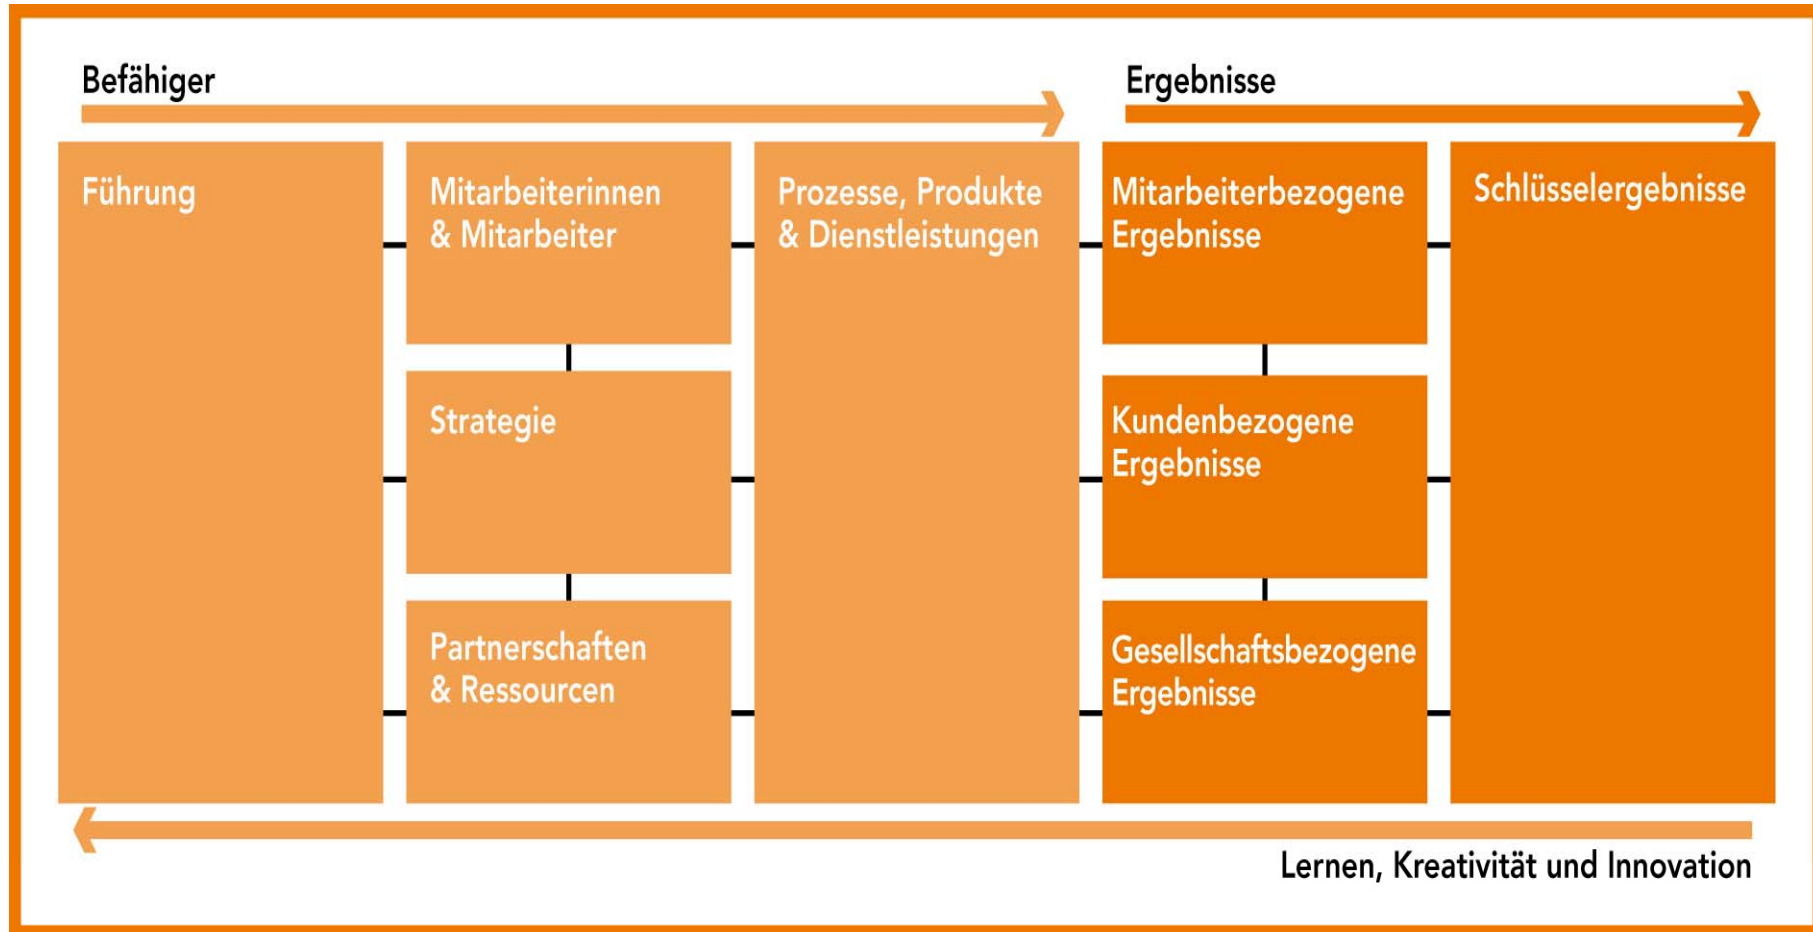 Befähiger
Ergebnisse
Führung
Mitarbeiterinnen
& Mitarbeiter
Prozesse, Produkte
& Dienstleistungen
Mitarbeiterbezogene
Ergebnisse
Schlüsselergebnisse
Strategie
Kundenbezogene
Ergebnisse
Partnerschaften
& Ressourcen
Gesellschaftsbezogene
Ergebnisse
Lernen, Kreativität und Innovation